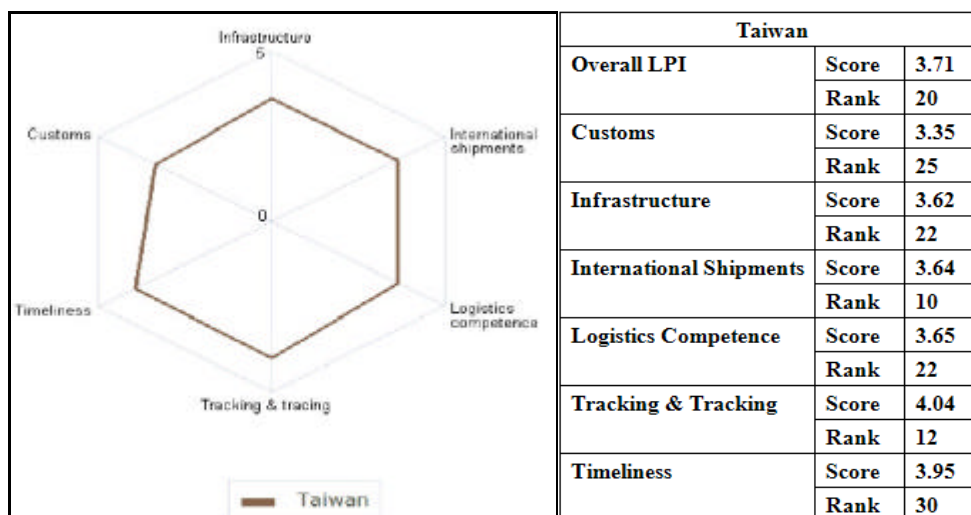 Infrastructure
5
Customs
International
shipments
0
Timeliness
Logistics
competence
Tracking & tracing
Taiwan
Taiwan
Overall LPI Score 3.71
Rank 20
Customs Score 3.35
Rank 25
Infrastructure Score 3.62
Rank 22
International Shipments Score 3.64
Rank 10
Logistics Competence Score 3.65
Rank 22
Tracking & Tracking Score 4.04
Rank 12
Timeliness Score 3.95
Rank 30